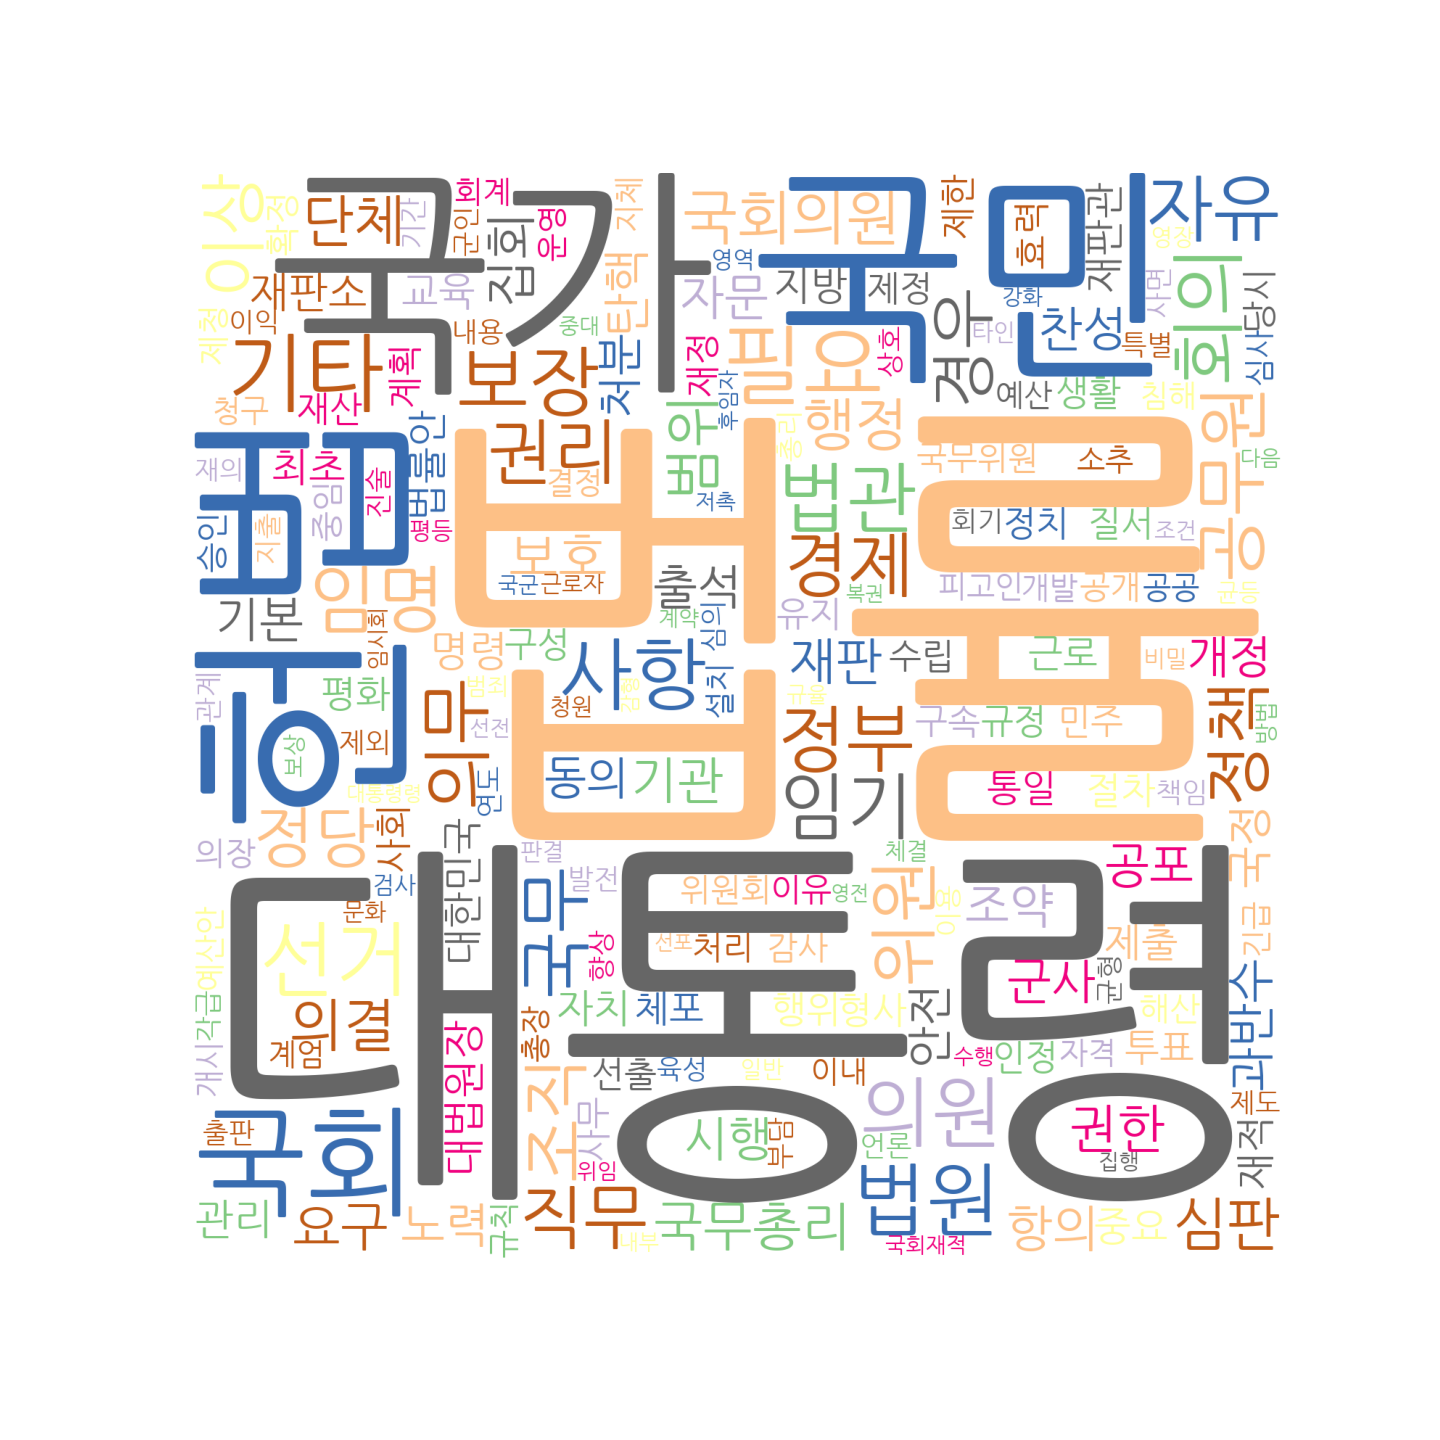 이상
확정
단체
기간
회계
군인
집회
운영
지체
국가
국회의원
국민
제한
효력
재판관
자유
영장
재판소
교육
이익
제청
내용
중대
탄핵
자문
영역
지방
제정
강화
사면
회의
당시
기타
계획
보장
처분
재정
필요
상호
경우
타인
찬성
특별
심사
청구
재산
후임자
예산
생활
침해
헌법
재의
최초
법률안
권리
결정
범위
총리
행정
공무원
법률
국무위원
소추
다음
승인
지출
중임
진술
평등
저촉
법관
회기
정치
질서
조건
보호
경제
기본
임명
국군
근로자
출석
복권
피고인
개발
공개
공공
균등
임시회
명령
구성
계약
심의
유지
관계
평화
사항
설치
재판
수립
근로
비밀
개정
보상
제외
의무
범죄
선전
청원
규율
정부
구속
규정
민주
정책
방법
대통령령
연도
동의
기관
임기
통일
절차
책임
의장
정당
사회
대한민국
판결
체결
공포
국정
대통령
검사
문화
국무
발전
위원회
이유
영전
위원
이용
조약
예산안
선거
향상
선포
처리
감사
제출
긴급
각급
의결
자치
체포
행위
형사
안전
군사
균형
해산
과반수
개시
계엄
대법원장
총장
선출
육성
일반
이내
수행
인정
자격
투표
국회
출판
조직
사무
위임
시행
부담
의원
언론
권한
집행
제도
재적
관리
요구
노력
규칙
직무
내부
국무총리
법원
국회재적
항의
중요
심판